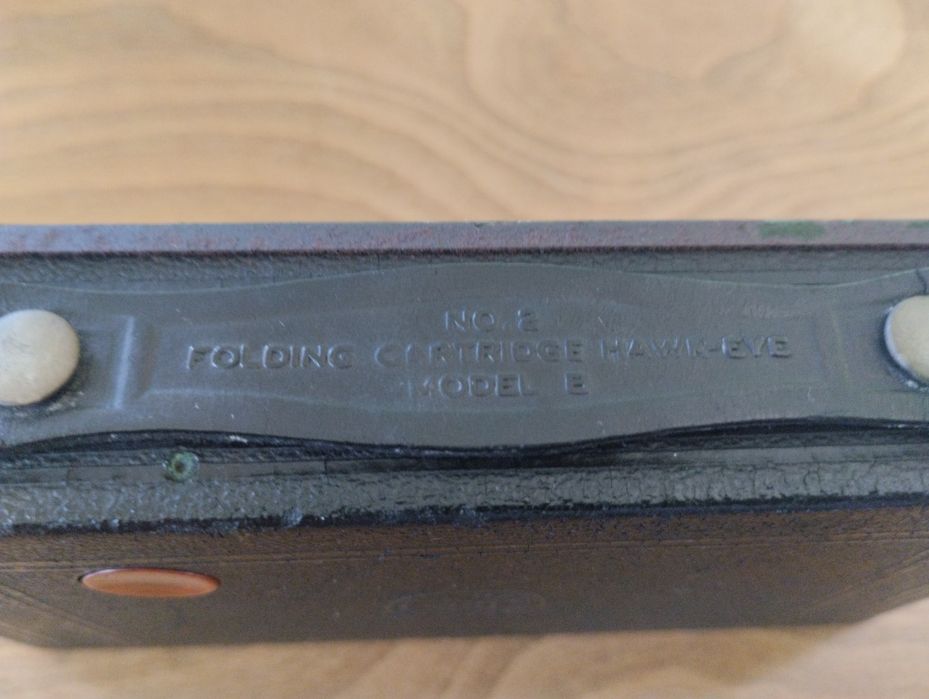 NO. 2
FOLDING CARTRIDGE HAWK-EYE
MODEL B